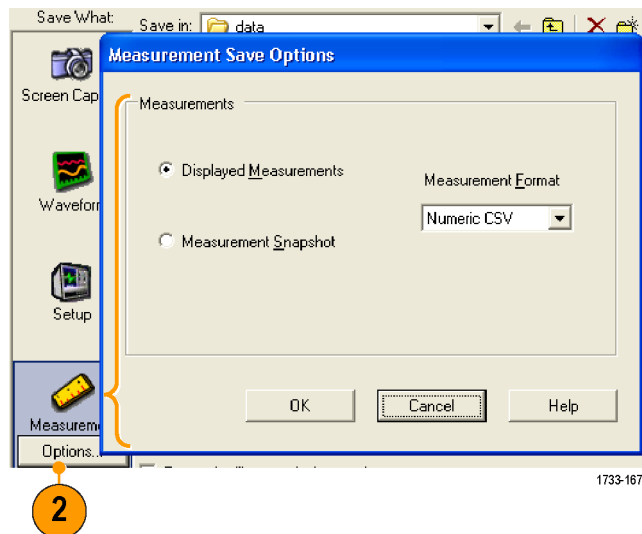 Save What:
Save in: data
Measurement Save Options
Screen Cap
Measurements
Displayed Measurements
Measurement Format
Waveform
Numeric CSV
Measurement Snapshot
Setup
OK
Cancel
Help
Measurem
Options...
1733-167
2